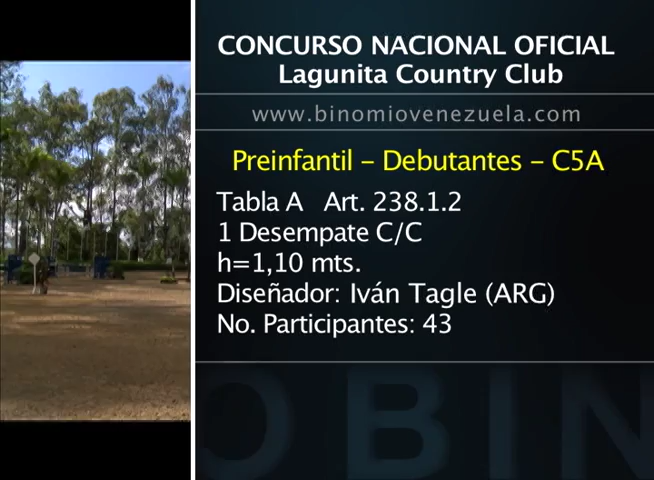 CONCURSO NACIONAL OFICIAL
Lagunita Country Club
www.binomiovenezuela.com
Preinfantil – Debutantes – C5A
Tabla A Art. 238.1.2
1 Desempate C/C
h=1,10 mts.
Diseñador: Iván Tagle (ARG)
No. Participantes: 43
OBIN